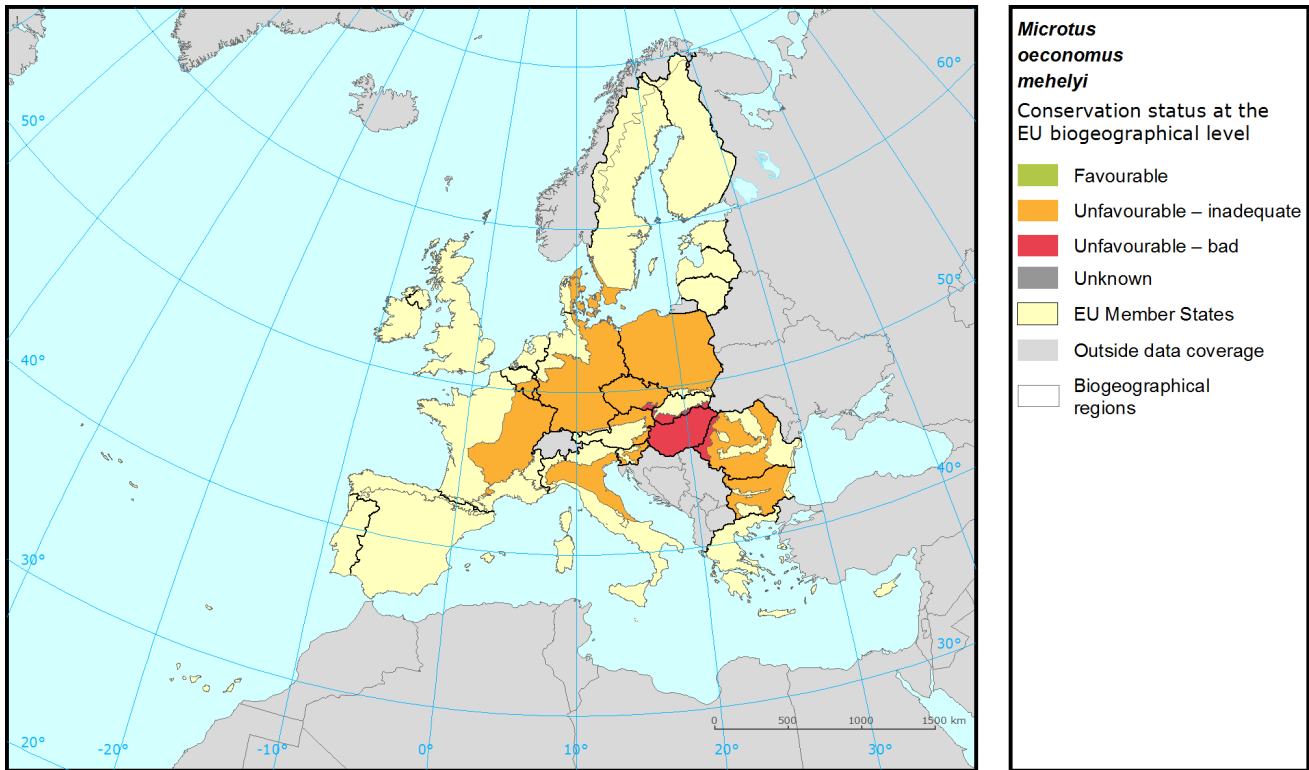 60°
50°
50°
40°
40°
30°
30°
20°
-20°
-10°
0°
10°
20°
30°
0
500
1000
1500 km
Microtus
oeconomus
mehelyi
Conservation status at the
EU biogeographical level
Favourable
Unfavourable – inadequate
Unfavourable – bad
Unknown
EU Member States
Outside data coverage
Biogeographical
regions